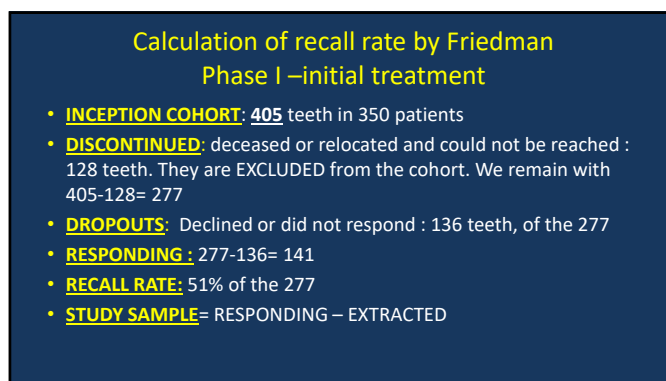 Calculation of recall rate by Friedman
Phase I –initial treatment
• INCEPTION COHORT: 405 teeth in 350 patients
• DISCONTINUED: deceased or relocated and could not be reached :
128 teeth. They are EXCLUDED from the cohort. We remain with
405-128= 277
• DROPOUTS: Declined or did not respond : 136 teeth, of the 277
• RESPONDING : 277-136= 141
• RECALL RATE: 51% of the 277
• STUDY SAMPLE= RESPONDING – EXTRACTED